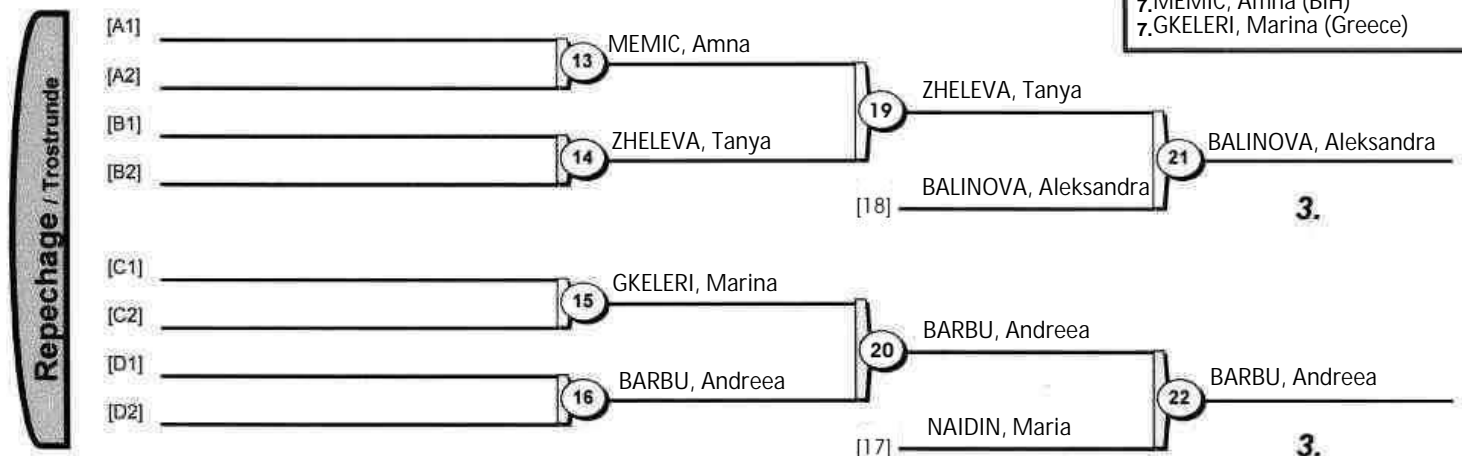 7. MEMIC, Amna (BIH)
7. GKELERI, Marina (Greece)
Repechage / Trostrunde
[A1]
13 MEMIC, Amna
[A2]
19 ZHELEVA, Tanya
[B1]
14 ZHELEVA, Tanya
21 BALINOVA, Aleksandra
[B2]
[18] BALINOVA, Aleksandra
3.
[C1]
15 GKELERI, Marina
[C2]
20 BARBU, Andreea
[D1]
16 BARBU, Andreea
22 BARBU, Andreea
[D2]
[17] NAIDIN, Maria
3.